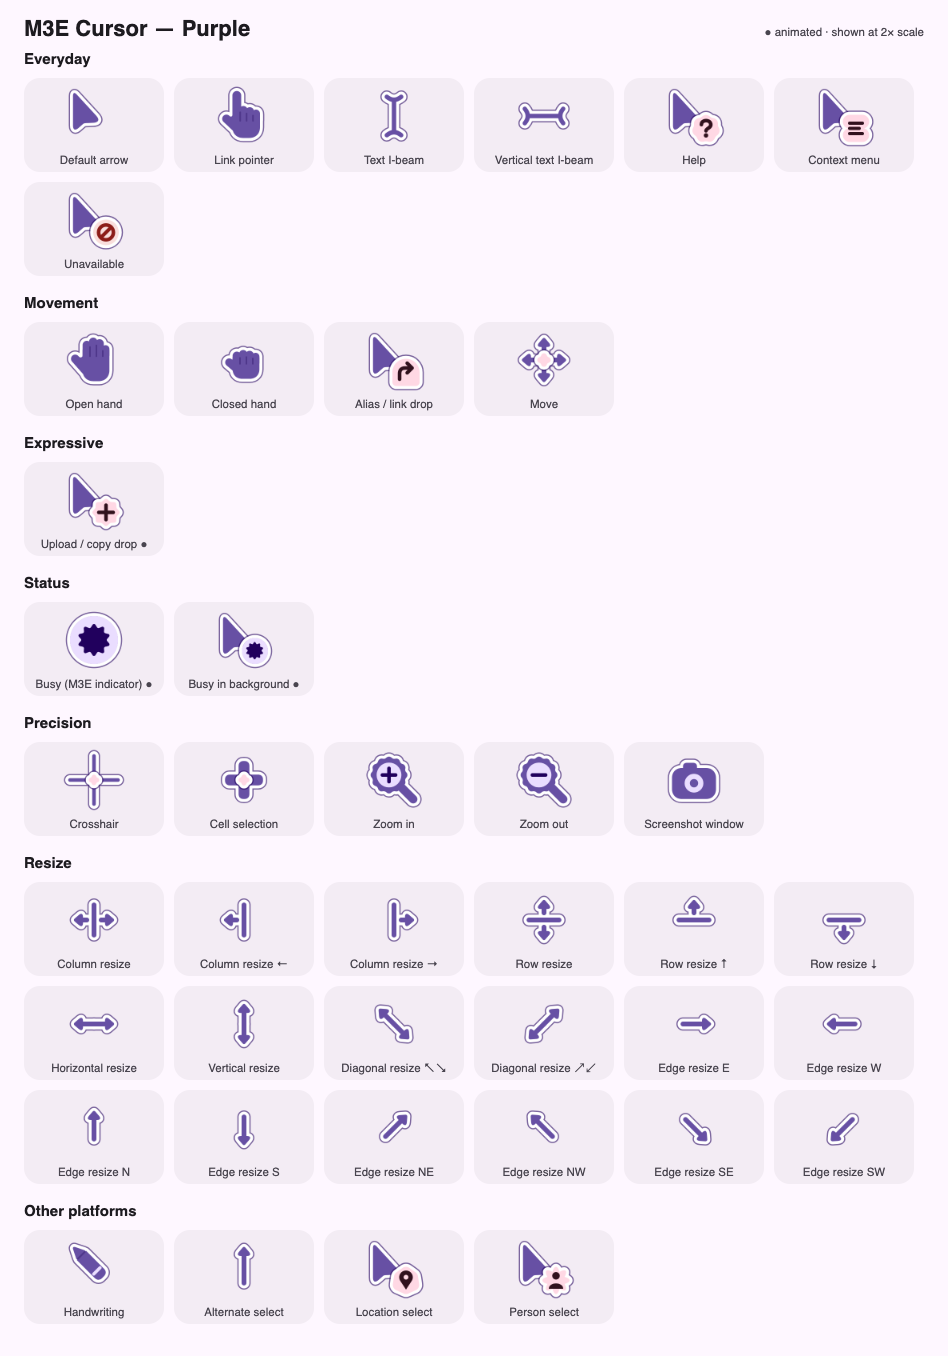 M3E Cursor — Purple
● animated · shown at 2× scale
Everyday
Default arrow
Link pointer
Text I-beam
Vertical text I-beam
?
Help
Context menu
Unavailable
Movement
Open hand
Closed hand
Alias / link drop
Move
Expressive
Upload / copy drop ●
Status
Busy (M3E indicator) ●
Busy in background ●
Precision
Crosshair
Cell selection
Zoom in
Zoom out
Screenshot window
Resize
Column resize
Column resize ←
Column resize →
Row resize
Row resize ↑
Row resize ↓
Horizontal resize
Vertical resize
Diagonal resize ↖↘
Diagonal resize ↗↙
Edge resize E
Edge resize W
Edge resize N
Edge resize S
Edge resize NE
Edge resize NW
Edge resize SE
Edge resize SW
Other platforms
Handwriting
Alternate select
Location select
Person select